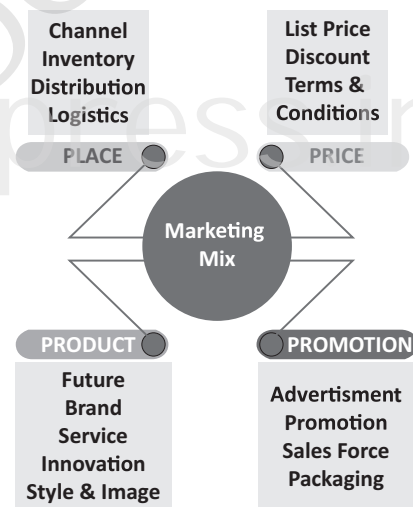 Channel
Inventory
Distribution
Logistics
PLACE
List Price
Discount
Terms &
Conditions
PRICE
Marketing
Mix
PRODUCT
Future
Brand
Service
Innovation
Style & Image
PROMOTION
Advertisment
Promotion
Sales Force
Packaging